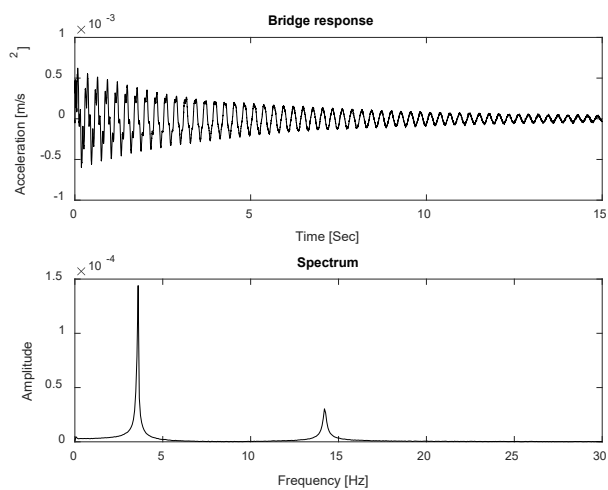 Bridge response
× 10⁻³
1
0.5
0
-0.5
-1
Acceleration [m/s²]
0 5 10 15
Time [Sec]
Spectrum
× 10⁻⁴
1.5
1
0.5
0
Amplitude
0 5 10 15 20 25 30
Frequency [Hz]